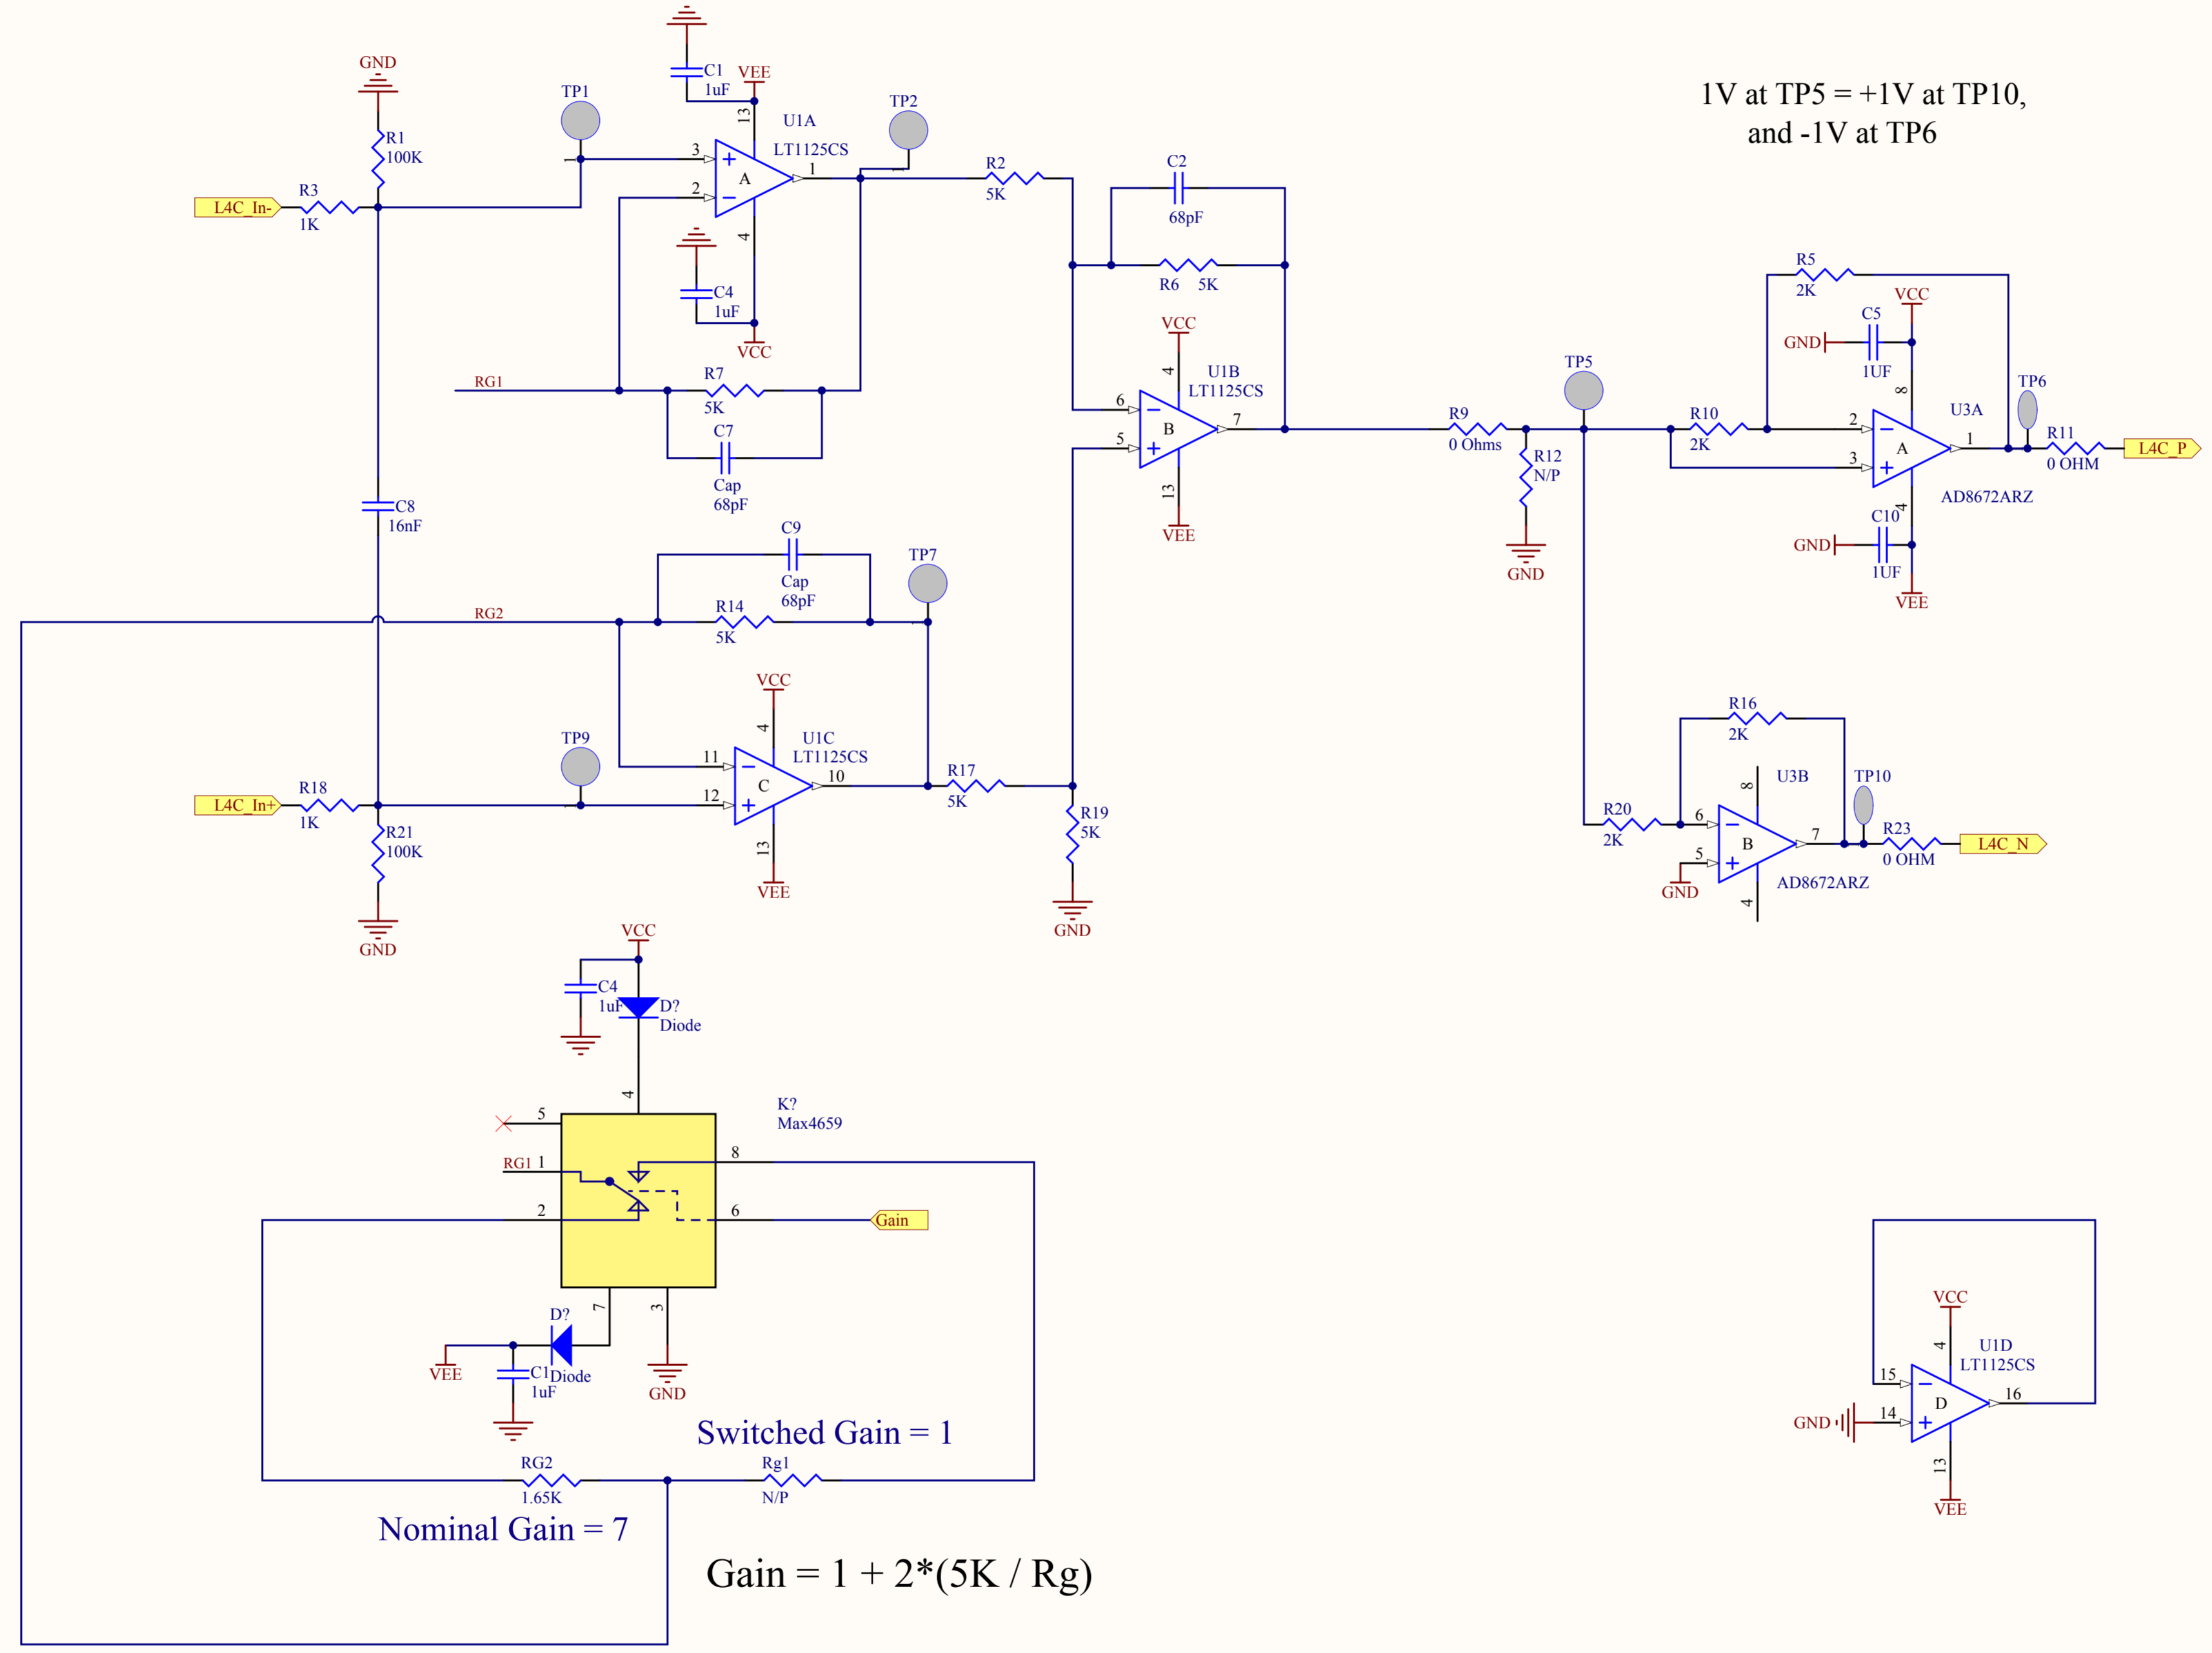 1V at TP5 = +1V at TP10,
and -1V at TP6
GND
R1
100K
L4C_In-
R3
1K
TP1
1
C1
1uF
VEE
13
U1A
LT1125CS
3
2
A
1
4
C4
1uF
VCC
TP2
1
R2
5K
C2
68pF
R6 5K
RG1
R7
5K
C7
Cap
68pF
VCC
4
U1B
LT1125CS
6
5
B
7
13
VEE
C8
16nF
R9
0 Ohms
R12
N/P
GND
TP5
R10
2K
R5
2K
VCC
C5
GND
1UF
8
U3A
2
3
A
1
AD8672ARZ
4
C10
GND
1UF
VEE
TP6
R11
0 OHM
L4C_P
C9
Cap
68pF
RG2
R14
5K
TP7
VCC
4
U1C
LT1125CS
11
12
C
10
13
VEE
TP9
L4C_In+
R18
1K
R21
100K
GND
R17
5K
R19
5K
GND
R16
2K
R20
2K
8
U3B
6
5
B
7
GND
4
AD8672ARZ
TP10
R23
0 OHM
L4C_N
VCC
C4
1uF
D?
Diode
4
K?
Max4659
5
RG1 1
2
8
6
Gain
7
3
D?
Diode
VEE
C1
1uF
GND
Switched Gain = 1
RG2
1.65K
Rg1
N/P
Nominal Gain = 7
Gain = 1 + 2*(5K / Rg)
VCC
4
U1D
LT1125CS
15
GND
14
D
16
13
VEE